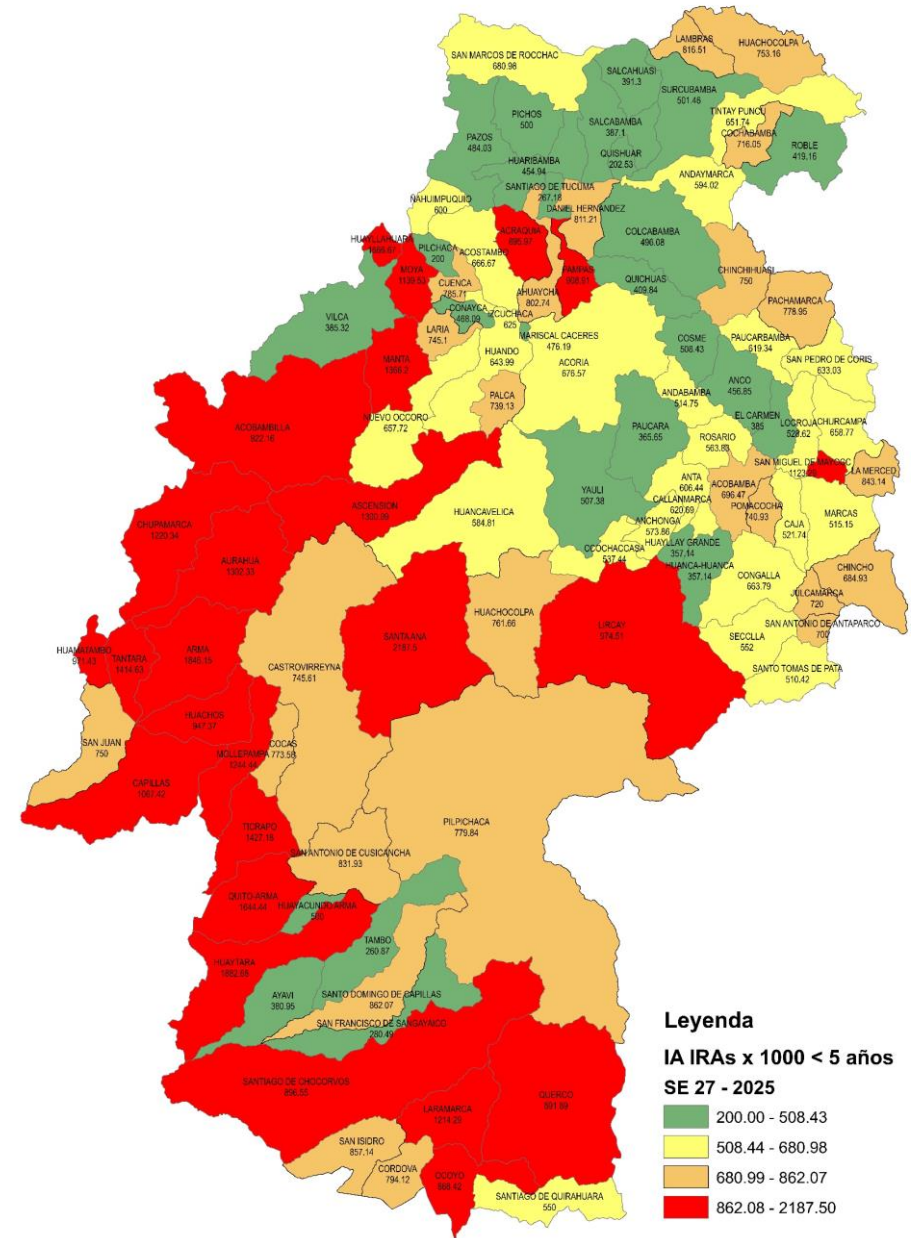 LAMBRAS
816.51
HUACHOCOLPA
753.16
SAN MARCOS DE ROCCHAC
680.98
SALCAHUASI
391.3
SURCUBAMBA
501.48
PICHOS
500
TINTAY PUNCU
651.74
SALCABAMBA
387.1
COCHABAMBA
716.05
PAZOS
484.03
ROBLE
419.16
HUARIBAMBA
454.94
QUISHUAR
202.53
ANDAYMARCA
594.02
SANTIAGO DE TUCUMA
267.18
ÑAHUIMPUQUIO
600
DANIEL HERNANDEZ
811.21
ACRAQUIA
COLCABAMBA
496.08
HUAYLLAHUARA
PILCHACA
200
ACOSTAMBO
666.67
MOYA
1139.53
PAMPAS
CHINCHIHUASI
750
QUICHUAS
409.84
CUENCA
785.71
AHUAYCHA
802.74
PACHAMARCA
778.95
VILCA
385.32
CONAYCA
468.09
IZCUCHACA
625
LARIA
745.1
MARISCAL CACERES
476.19
COSME
508.43
PAUCARBAMBA
619.34
HUANDO
643.99
ACORIA
676.57
SAN PEDRO DE CORIS
633.03
MANTA
ANCO
456.85
PALCA
739.13
ANDABAMBA
514.75
EL CARMEN
385
NUEVO OCCORO
657.72
LOCROJA
528.62
CHURCAMPA
658.77
ACOBAMBILLA
922.16
PAUCARA
365.65
ROSARIO
563.83
SAN MIGUEL DE MAYOCC
LA MERCED
843.14
ACOBAMBA
696.47
ANTA
606.44
YAULI
507.38
ASCENSION
1300.99
CALLANMARCA
620.69
POMACOCHA
740.93
MARCAS
515.15
HUANCAVELICA
584.81
CHUPAMARCA
1220.34
ANCHONGA
573.86
CAJA
521.74
CCOCHACCASA
537.44
HUAYLLAY GRANDE
357.14
AURAHUA
1302.33
HUANCA-HUANCA
357.14
CONGALLA
663.79
CHINCHO
684.93
JULCAMARCA
720
HUACHOCOLPA
761.66
LIRCAY
974.51
SAN ANTONIO DE ANTAPARCO
700
SANTA ANA
2187.5
SECCLLA
552
HUAMATAMBO
971.43
TANTARA
1414.63
ARMA
1846.15
CASTROVIRREYNA
745.61
SANTO TOMAS DE PATA
510.42
HUACHOS
947.37
SAN JUAN
750
MOLLEPAMPA
1244.44
COCAS
773.58
CAPILLAS
1067.42
TICRAPO
1427.18
PILPICHACA
779.84
SAN ANTONIO DE CUSICANCHA
831.93
QUITO-ARMA
1644.44
HUAYACUNDO ARMA
500
HUAYTARA
1882.66
TAMBO
260.87
AYAVI
380.95
SANTO DOMINGO DE CAPILLAS
862.07
SAN FRANCISCO DE SANGAYAICO
280.49
SANTIAGO DE CHOCORVOS
896.55
QUERCO
891.89
LARAMARCA
1214.29
SAN ISIDRO
857.14
CORDOVA
794.12
OCOYO
868.42
SANTIAGO DE QUIRAHUARA
550
Leyenda
IA IRAs x 1000 < 5 años
SE 27 - 2025
200.00 - 508.43
508.44 - 680.98
680.99 - 862.07
862.08 - 2187.50